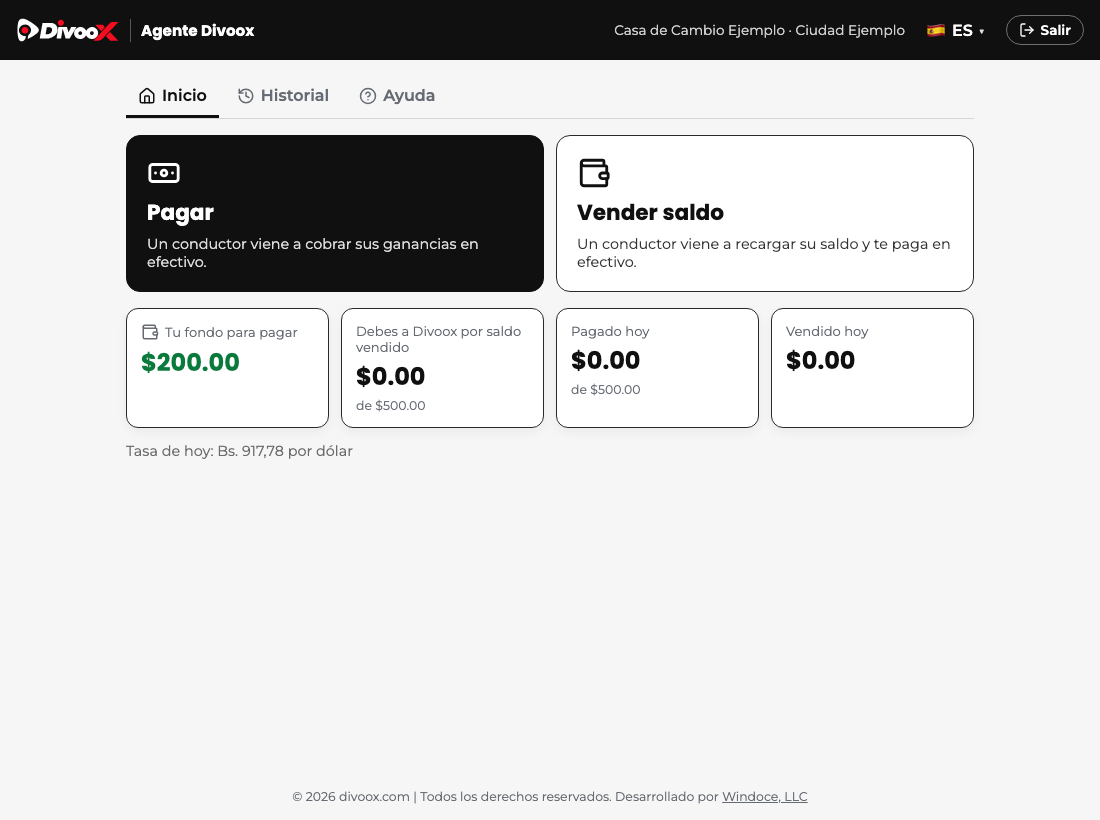 Divoox
Agente Divoox
Casa de Cambio Ejemplo · Ciudad Ejemplo
ES
Salir
Inicio
Historial
Ayuda
Pagar
Un conductor viene a cobrar sus ganancias en
efectivo.
Vender saldo
Un conductor viene a recargar su saldo y te paga en
efectivo.
Tu fondo para pagar
$200.00
Debes a Divoox por saldo
vendido
$0.00
de $500.00
Pagado hoy
$0.00
de $500.00
Vendido hoy
$0.00
Tasa de hoy: Bs. 917,78 por dólar
© 2026 divoox.com | Todos los derechos reservados. Desarrollado por Windoce, LLC